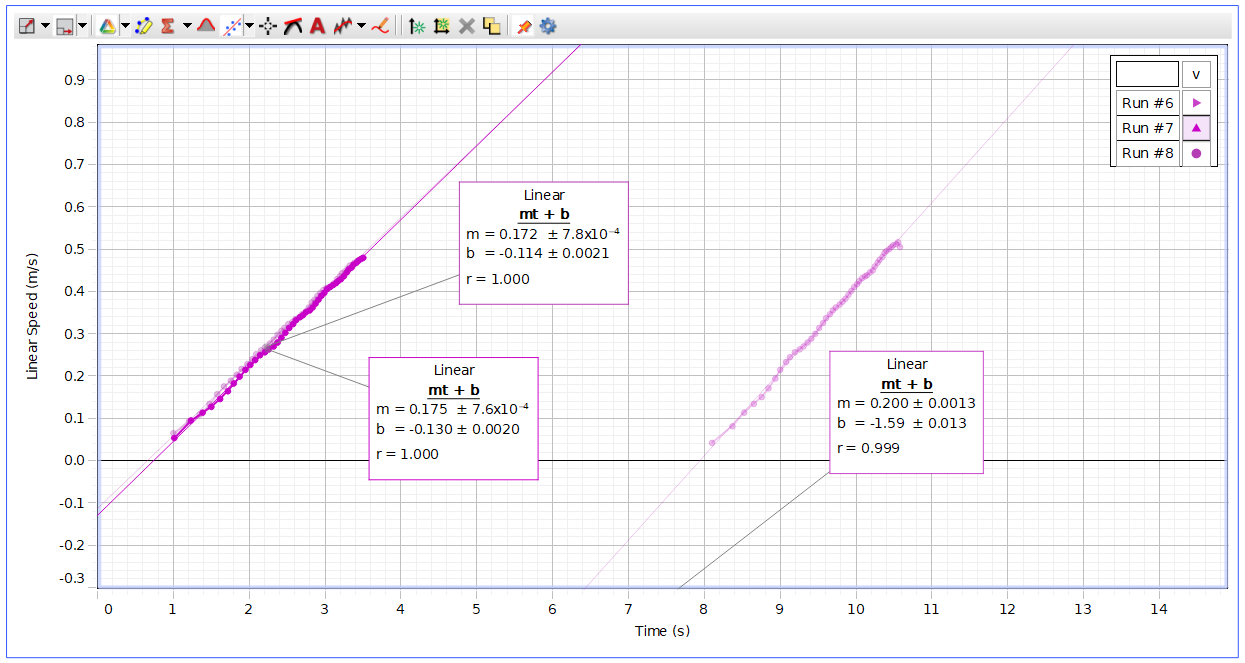 0.9
0.8
0.7
0.6
0.5
0.4
0.3
0.2
0.1
0.0
-0.1
-0.2
-0.3
Linear Speed (m/s)
v
Run #6
Run #7
Run #8
Linear
mt + b
m = 0.172 ± 7.8x10⁻⁴
b = -0.114 ± 0.0021
r = 1.000
Linear
mt + b
m = 0.175 ± 7.6x10⁻⁴
b = -0.130 ± 0.0020
r = 1.000
Linear
mt + b
m = 0.200 ± 0.0013
b = -1.59 ± 0.013
r = 0.999
0 1 2 3 4 5 6 7 8 9 10 11 12 13 14
Time (s)